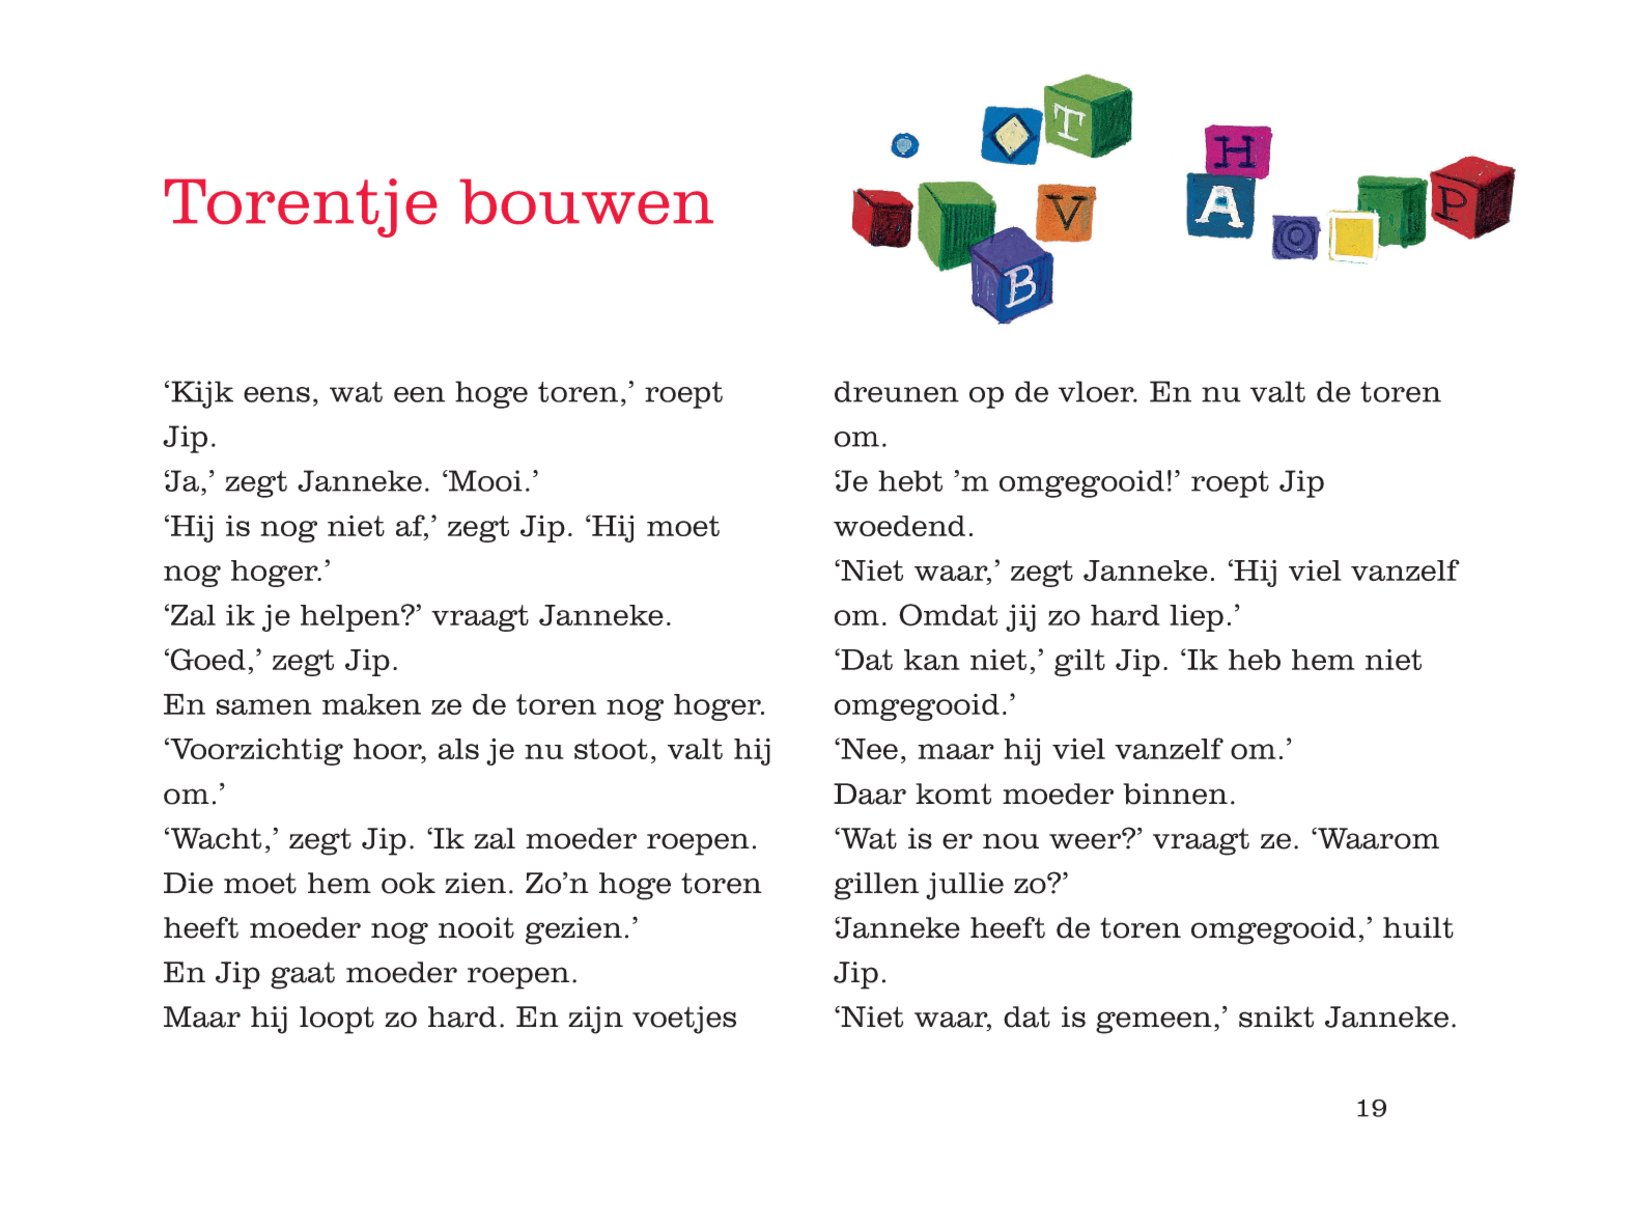 Torentje bouwen
T
H
V
A
P
B
‘Kijk eens, wat een hoge toren,’ roept
Jip.
‘Ja,’ zegt Janneke. ‘Mooi.’
‘Hij is nog niet af,’ zegt Jip. ‘Hij moet
nog hoger.’
‘Zal ik je helpen?’ vraagt Janneke.
‘Goed,’ zegt Jip.
En samen maken ze de toren nog hoger.
‘Voorzichtig hoor, als je nu stoot, valt hij
om.’
‘Wacht,’ zegt Jip. ‘Ik zal moeder roepen.
Die moet hem ook zien. Zo’n hoge toren
heeft moeder nog nooit gezien.’
En Jip gaat moeder roepen.
Maar hij loopt zo hard. En zijn voetjes
dreunen op de vloer. En nu valt de toren
om.
‘Je hebt ’m omgegooid!’ roept Jip
woedend.
‘Niet waar,’ zegt Janneke. ‘Hij viel vanzelf
om. Omdat jij zo hard liep.’
‘Dat kan niet,’ gilt Jip. ‘Ik heb hem niet
omgegooid.’
‘Nee, maar hij viel vanzelf om.’
Daar komt moeder binnen.
‘Wat is er nou weer?’ vraagt ze. ‘Waarom
gillen jullie zo?’
‘Janneke heeft de toren omgegooid,’ huilt
Jip.
‘Niet waar, dat is gemeen,’ snikt Janneke.
19